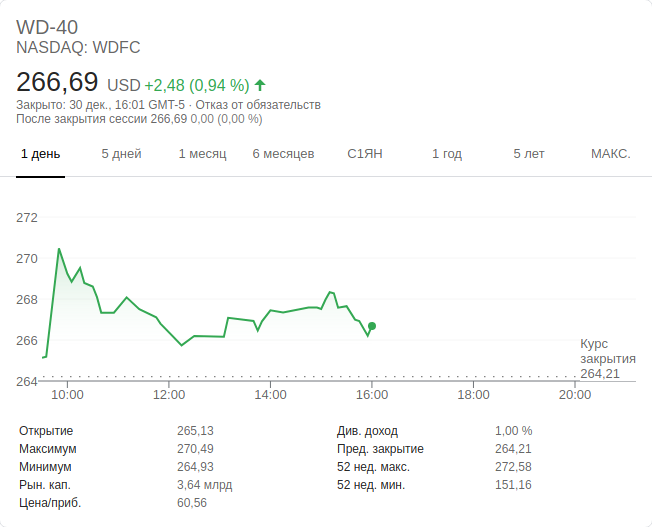 WD-40
NASDAQ: WDFC
266,69 USD +2,48 (0,94 %)
Закрыто: 30 дек., 16:01 GMT-5 · Отказ от обязательств
После закрытия сессии 266,69 0,00 (0,00 %)
1 день 5 дней 1 месяц 6 месяцев С1ЯН 1 год 5 лет МАКС.
272
270
268
266
264
Курс
закрытия
264,21
10:00 12:00 14:00 16:00 18:00 20:00
Открытие 265,13 Див. доход 1,00 %
Максимум 270,49 Пред. закрытие 264,21
Минимум 264,93 52 нед. макс. 272,58
Рын. кап. 3,64 млрд 52 нед. мин. 151,16
Цена/приб. 60,56